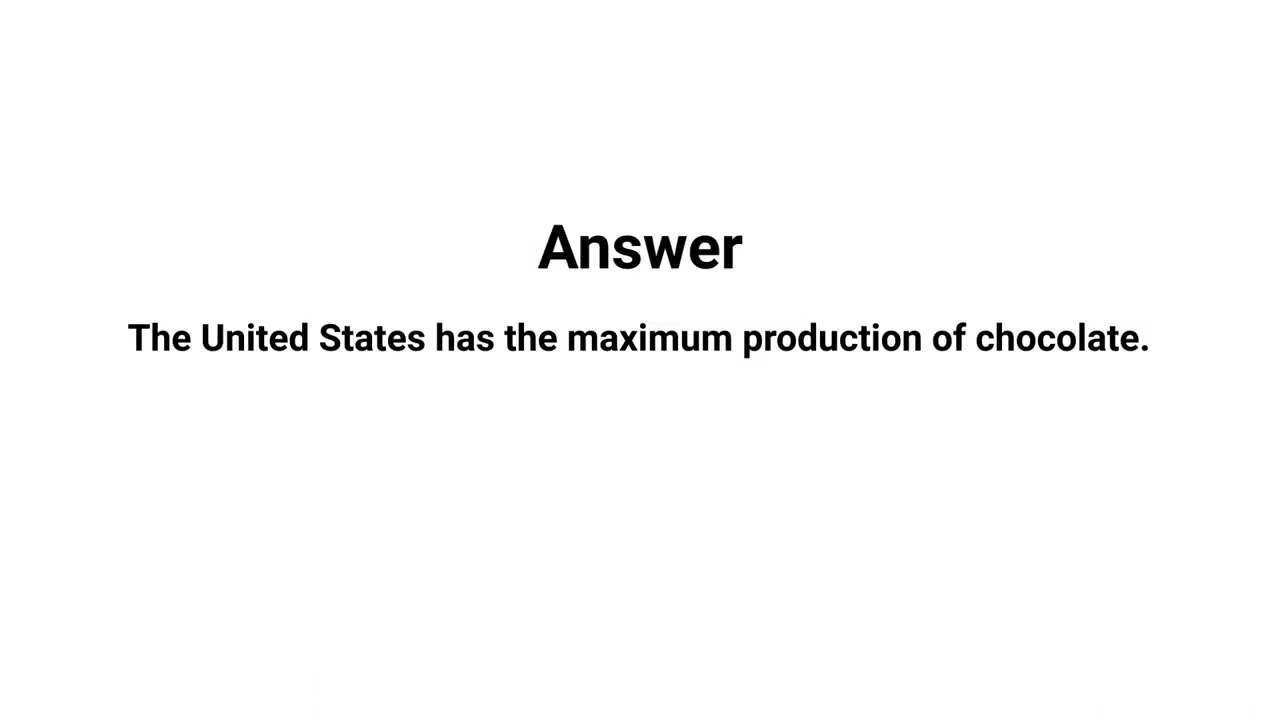 Answer
The United States has the maximum production of chocolate.